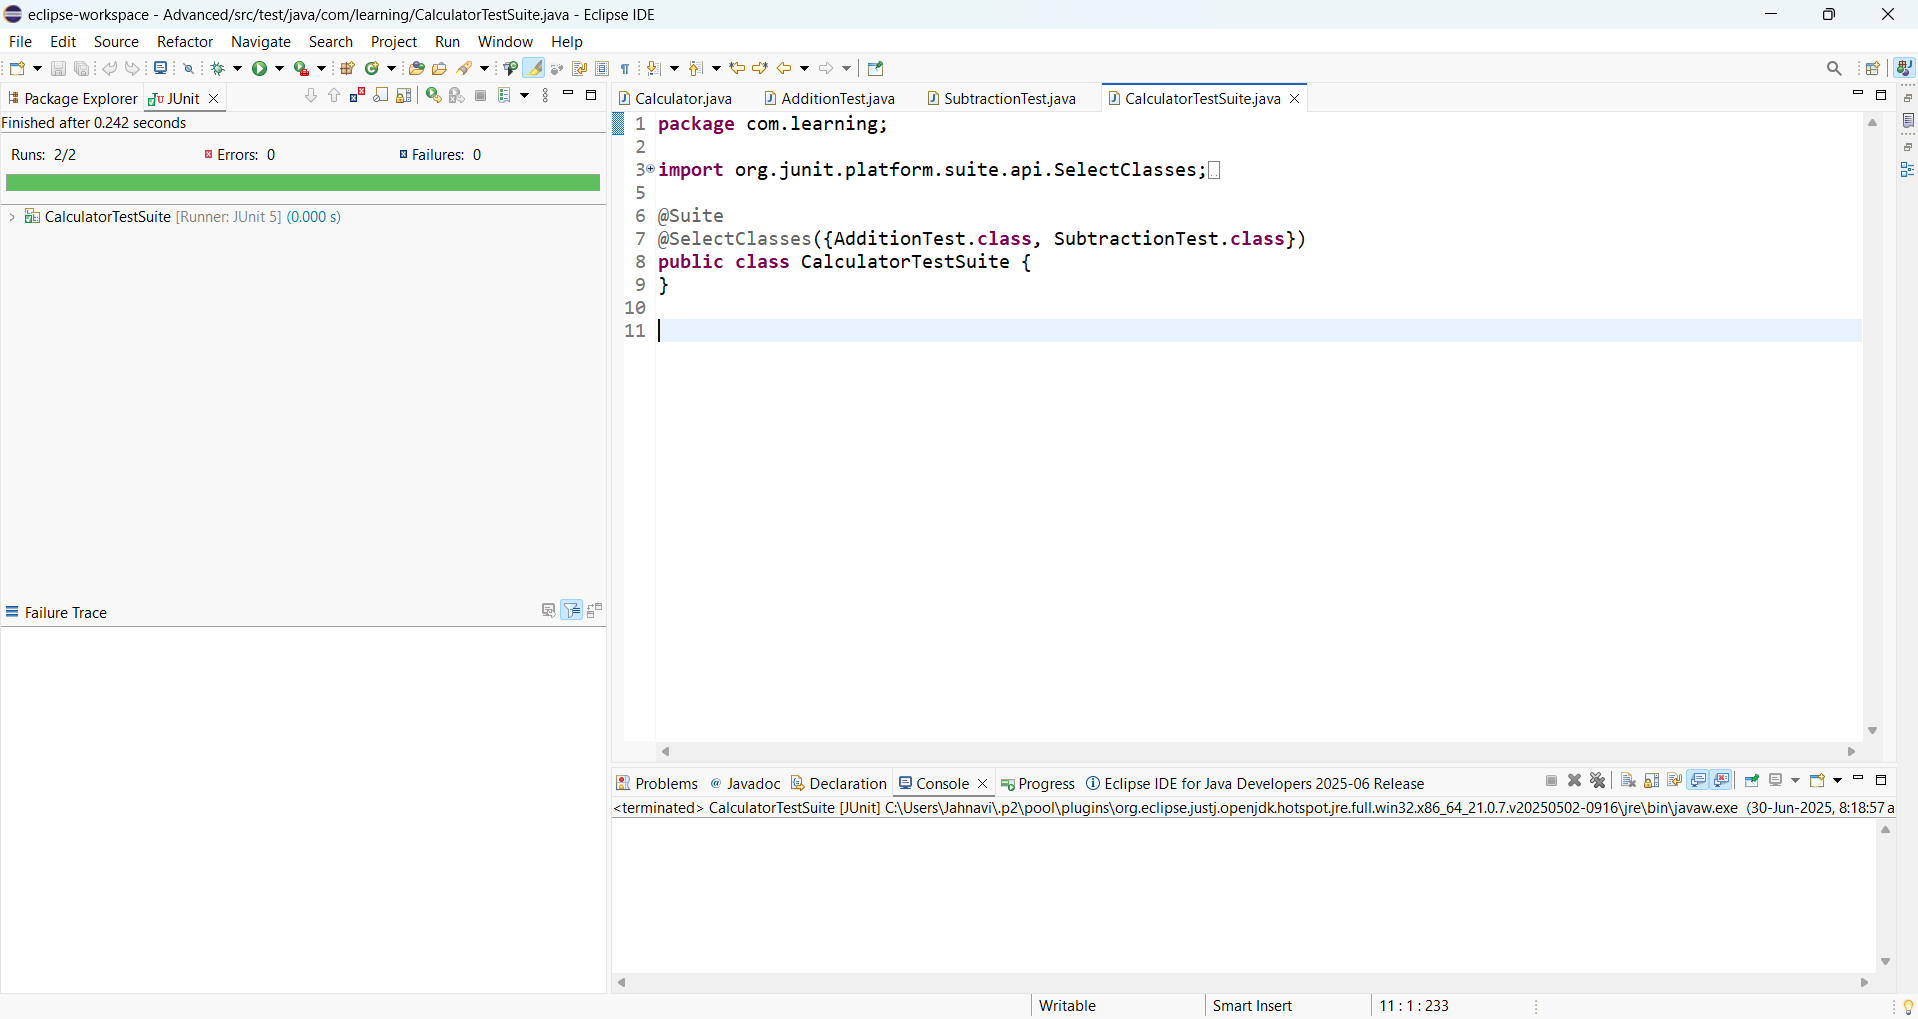 eclipse-workspace - Advanced/src/test/java/com/learning/CalculatorTestSuite.java - Eclipse IDE
File Edit Source Refactor Navigate Search Project Run Window Help
Package Explorer JUnit
Finished after 0.242 seconds
Runs: 2/2 Errors: 0 Failures: 0
CalculatorTestSuite [Runner: JUnit 5] (0.000 s)
Failure Trace
Calculator.java AdditionTest.java SubtractionTest.java CalculatorTestSuite.java
1 package com.learning;
2
3 import org.junit.platform.suite.api.SelectClasses;
5
6 @Suite
7 @SelectClasses({AdditionTest.class, SubtractionTest.class})
8 public class CalculatorTestSuite {
9 }
10
11
Problems Javadoc Declaration Console Progress Eclipse IDE for Java Developers 2025-06 Release
<terminated> CalculatorTestSuite [JUnit] C:\Users\Jahnavi\.p2\pool\plugins\org.eclipse.justj.openjdk.hotspot.jre.full.win32.x86_64_21.0.7.v20250502-0916\jre\bin\javaw.exe (30-Jun-2025, 8:18:57 a
Writable Smart Insert 11 : 1 : 233